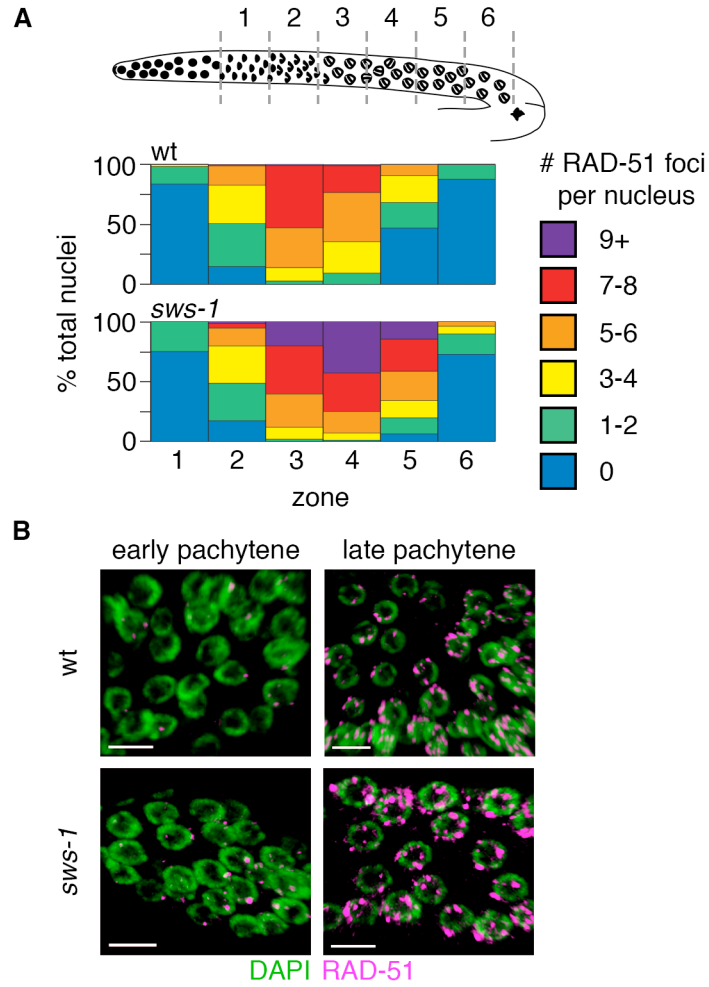 A
1 2 3 4 5 6
wt
# RAD-51 foci
per nucleus
% total nuclei
100
50
0
sws-1
100
50
0
1 2 3 4 5 6
zone
9+
7-8
5-6
3-4
1-2
0
B
early pachytene late pachytene
wt
sws-1
DAPI RAD-51